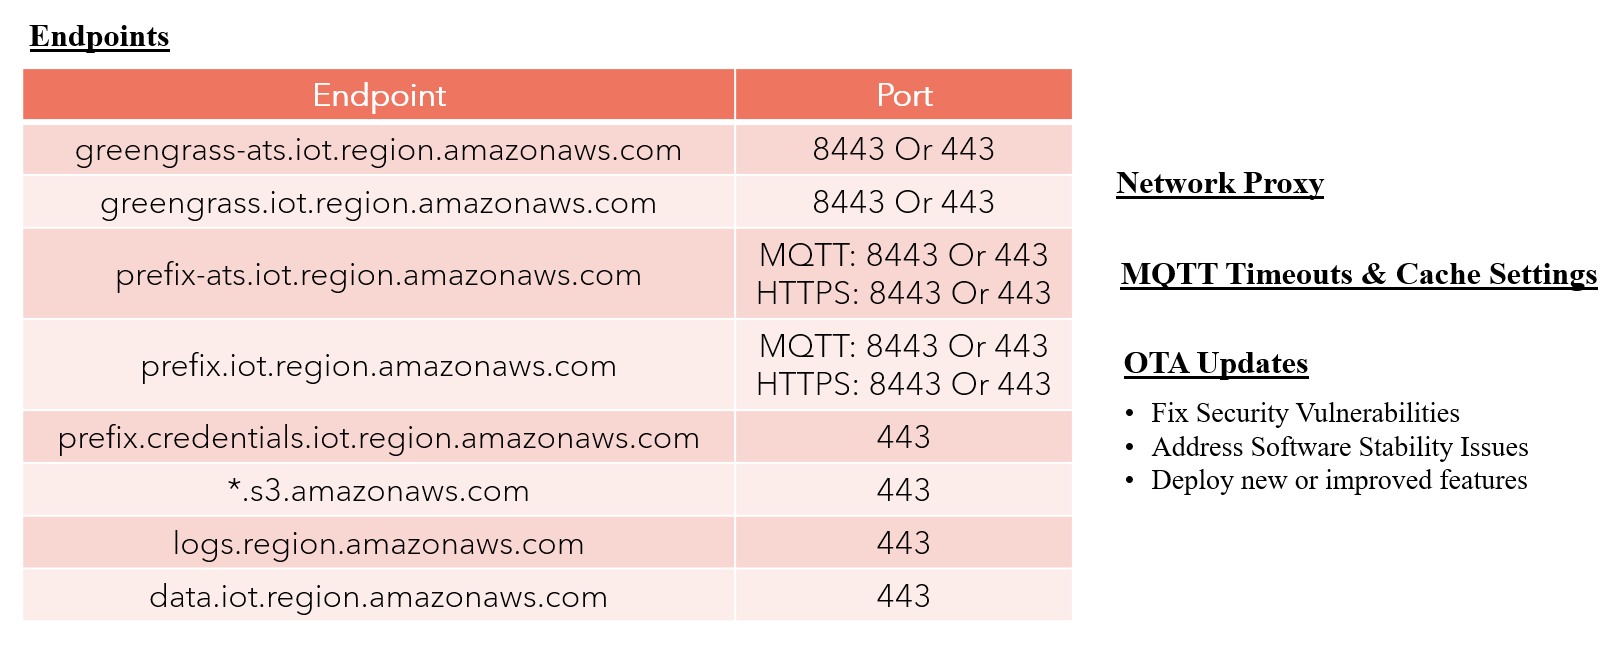 Endpoints
Endpoint Port
greengrass-ats.iot.region.amazonaws.com 8443 Or 443
greengrass.iot.region.amazonaws.com 8443 Or 443
prefix-ats.iot.region.amazonaws.com MQTT: 8443 Or 443
HTTPS: 8443 Or 443
prefix.iot.region.amazonaws.com MQTT: 8443 Or 443
HTTPS: 8443 Or 443
prefix.credentials.iot.region.amazonaws.com 443
*.s3.amazonaws.com 443
logs.region.amazonaws.com 443
data.iot.region.amazonaws.com 443
Network Proxy
MQTT Timeouts & Cache Settings
OTA Updates
• Fix Security Vulnerabilities
• Address Software Stability Issues
• Deploy new or improved features